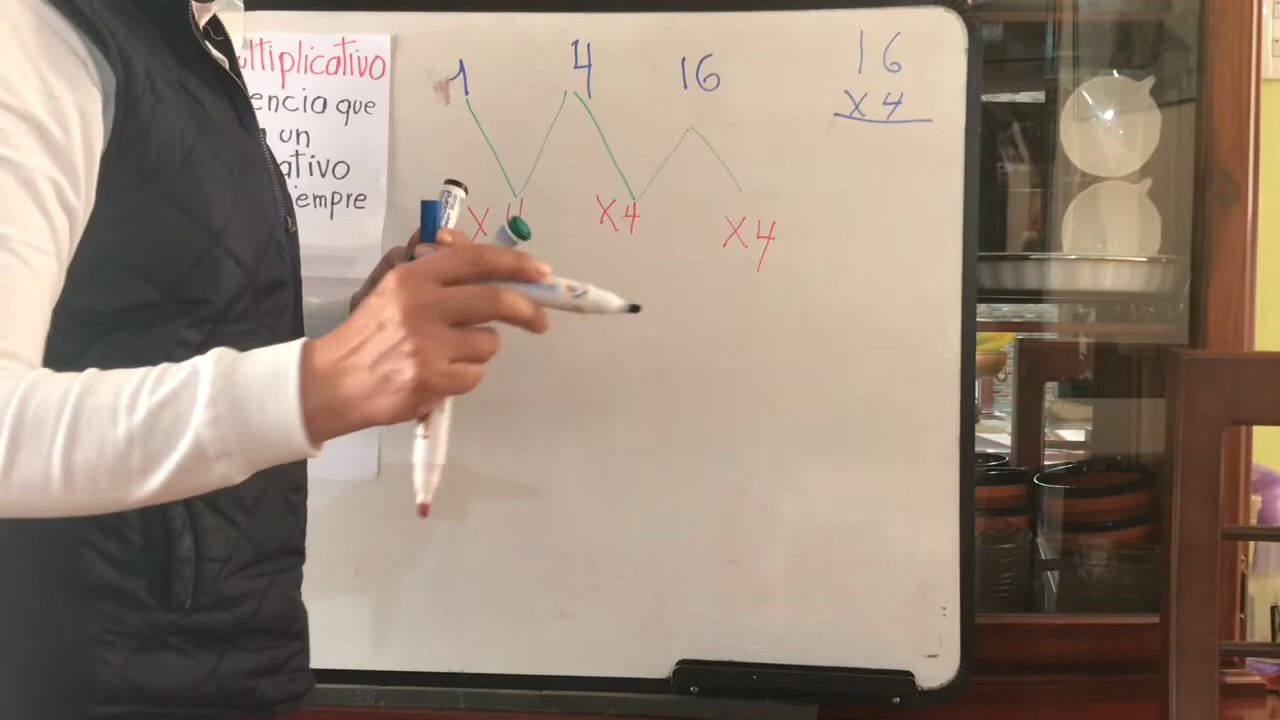 ultiplicativo
encia que
un
ativo
iempre
1 4 16
x 4 x 4 x 4
16
x 4